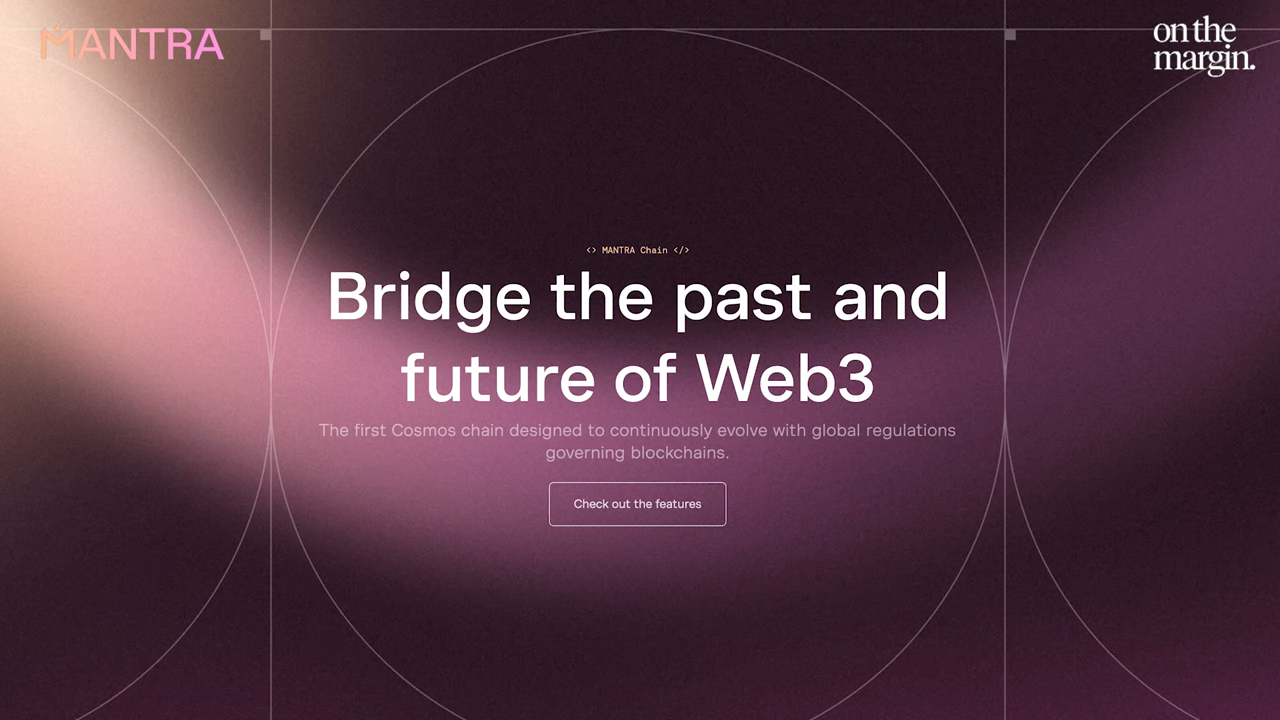 MANTRA
on the
margin.
<> MANTRA Chain </>
Bridge the past and
future of Web3
The first Cosmos chain designed to continuously evolve with global regulations
governing blockchains.
Check out the features